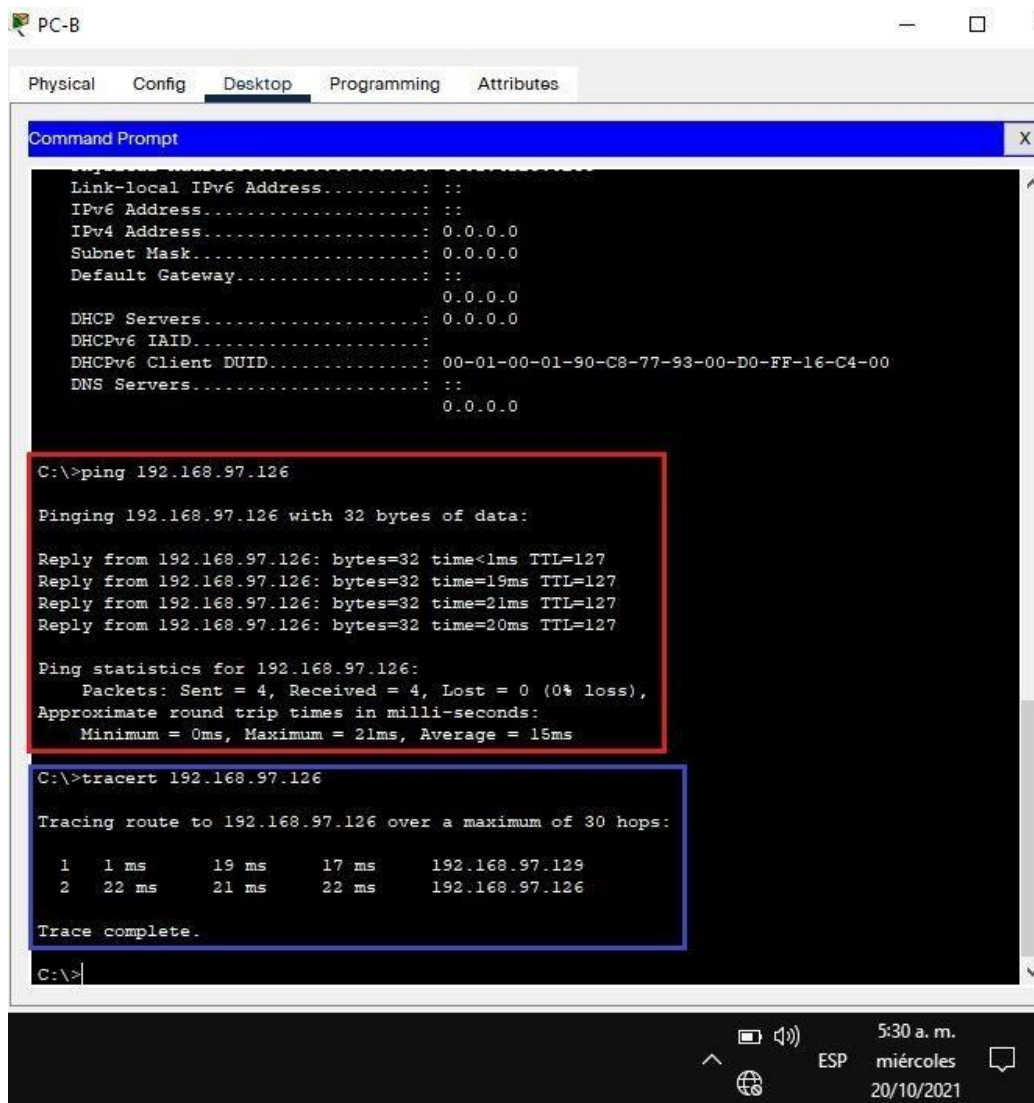 PC-B
Physical Config Desktop Programming Attributes
Command Prompt X
Link-local IPv6 Address.........: ::
IPv6 Address....................: ::
IPv4 Address....................: 0.0.0.0
Subnet Mask.....................: 0.0.0.0
Default Gateway.................: ::
0.0.0.0
DHCP Servers....................: 0.0.0.0
DHCPv6 IAID.....................:
DHCPv6 Client DUID..............: 00-01-00-01-90-C8-77-93-00-D0-FF-16-C4-00
DNS Servers.....................: ::
0.0.0.0
C:\>ping 192.168.97.126
Pinging 192.168.97.126 with 32 bytes of data:
Reply from 192.168.97.126: bytes=32 time<1ms TTL=127
Reply from 192.168.97.126: bytes=32 time=19ms TTL=127
Reply from 192.168.97.126: bytes=32 time=21ms TTL=127
Reply from 192.168.97.126: bytes=32 time=20ms TTL=127
Ping statistics for 192.168.97.126:
Packets: Sent = 4, Received = 4, Lost = 0 (0% loss),
Approximate round trip times in milli-seconds:
Minimum = 0ms, Maximum = 21ms, Average = 15ms
C:\>tracert 192.168.97.126
Tracing route to 192.168.97.126 over a maximum of 30 hops:
1 1 ms 19 ms 17 ms 192.168.97.129
2 22 ms 21 ms 22 ms 192.168.97.126
Trace complete.
C:\>
5:30 a. m.
ESP miércoles
20/10/2021